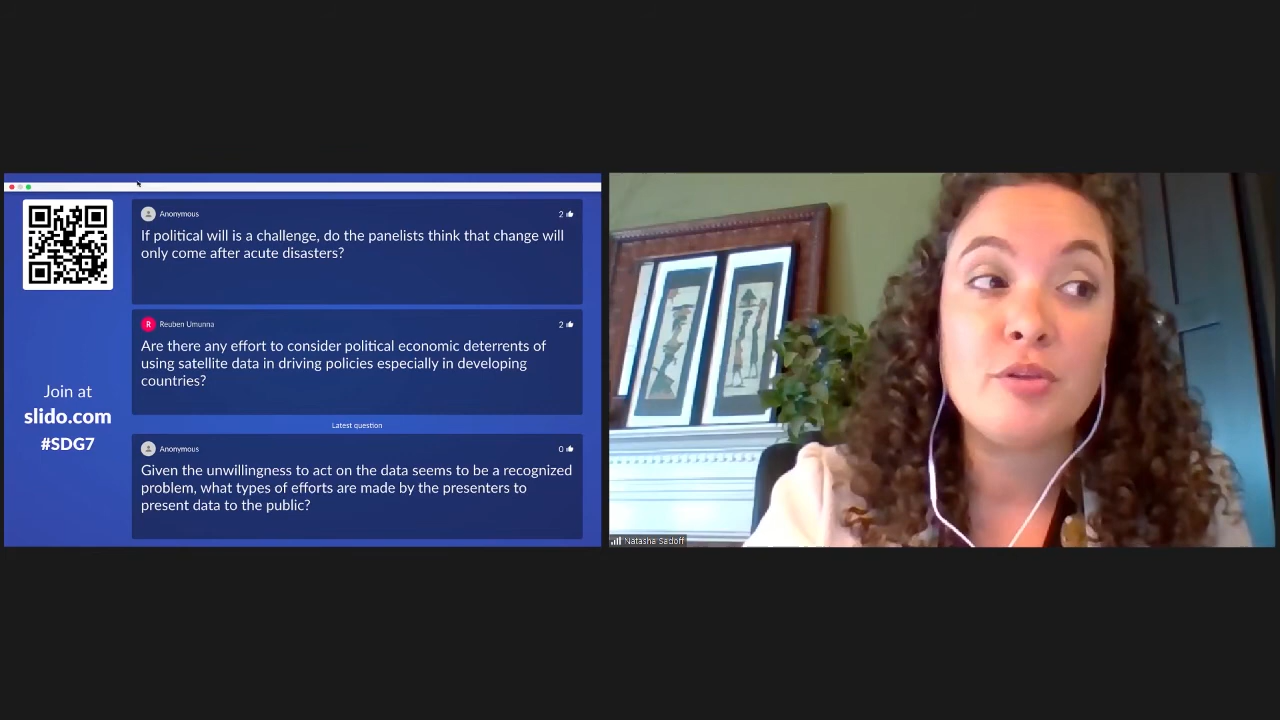 Anonymous
2
If political will is a challenge, do the panelists think that change will
only come after acute disasters?
R
Reuben Umunna
2
Are there any effort to consider political economic deterrents of
using satellite data in driving policies especially in developing
countries?
Join at
slido.com
#SDG7
Latest question
Anonymous
0
Given the unwillingness to act on the data seems to be a recognized
problem, what types of efforts are made by the presenters to
present data to the public?
Natasha Sadoff